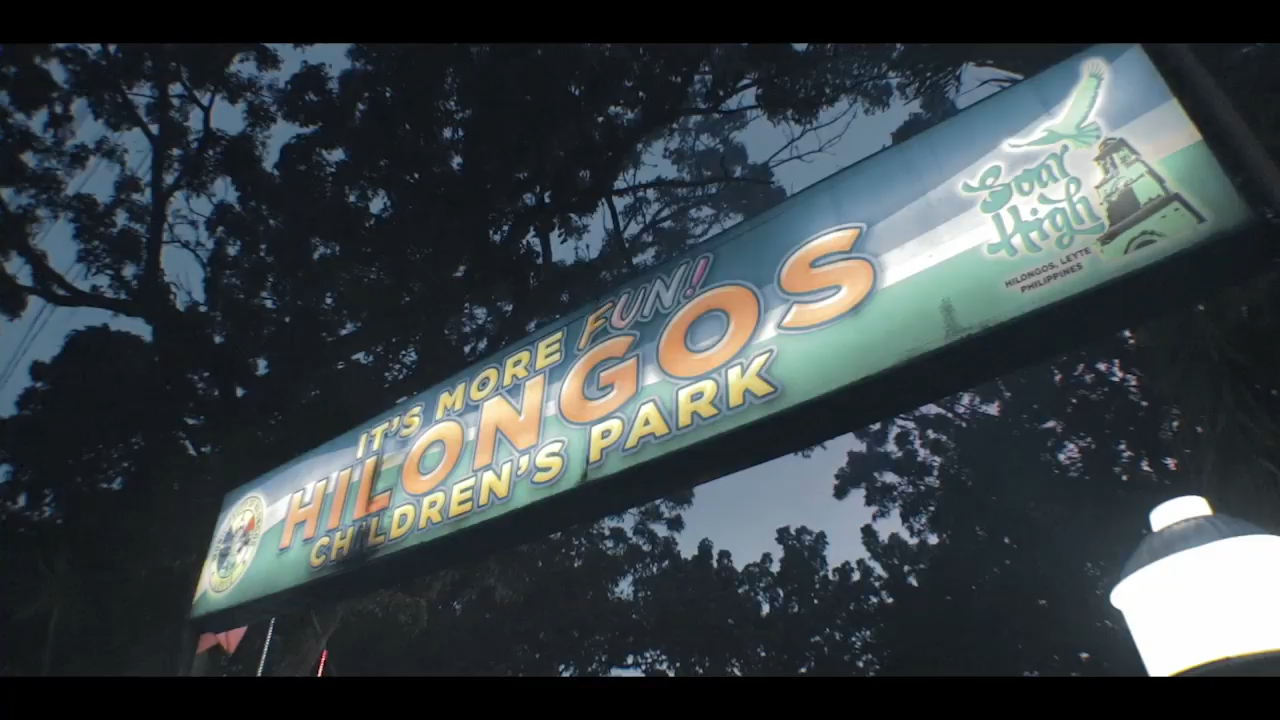 IT'S MORE FUN!
HILONGOS
CHILDREN'S PARK
Soar
High
HILONGOS, LEYTE
PHILIPPINES